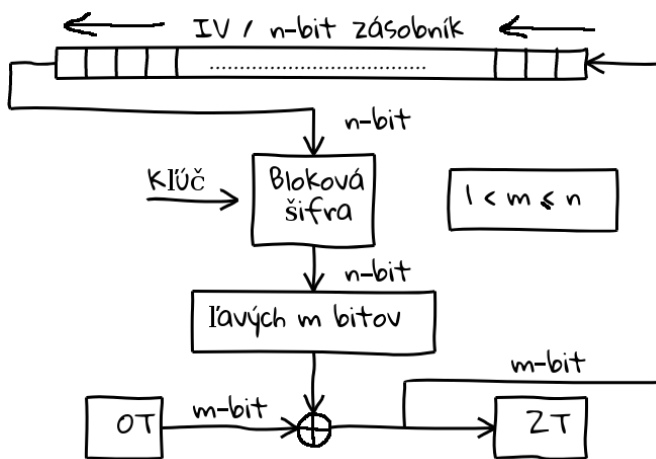 IV / n-bit zásobník
n-bit
Kľúč
Bloková
šifra
1 < m ≤ n
n-bit
ľavých m bitov
m-bit
OT
m-bit
ZT